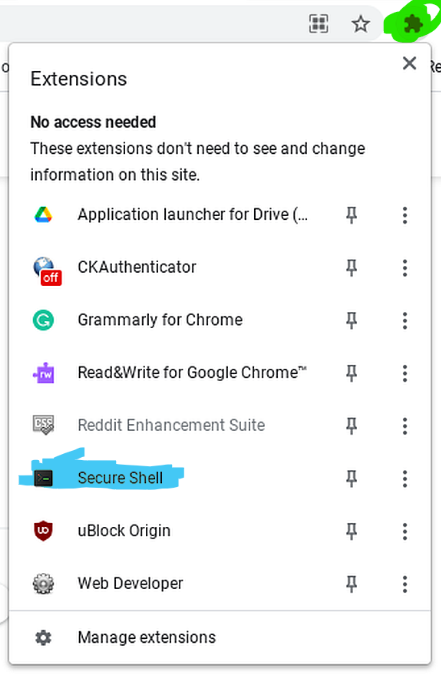 Extensions
No access needed
These extensions don't need to see and change
information on this site.
Application launcher for Drive (...
CKAuthenticator
off
Grammarly for Chrome
rw
Read&Write for Google Chrome™
CSS
Reddit Enhancement Suite
Secure Shell
uBlock Origin
Web Developer
Manage extensions